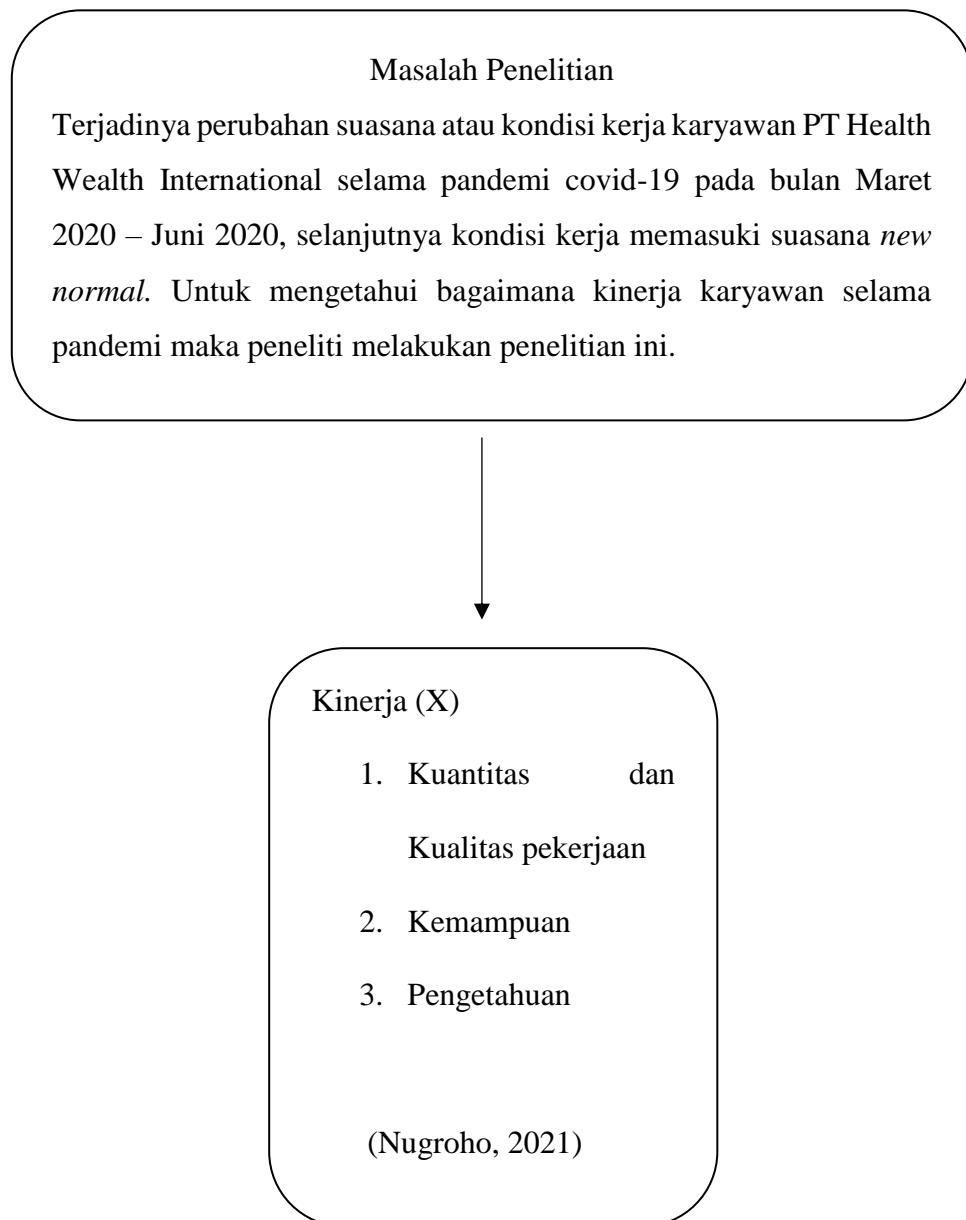 Masalah Penelitian
Terjadinya perubahan suasana atau kondisi kerja karyawan PT Health
Wealth International selama pandemi covid-19 pada bulan Maret
2020 – Juni 2020, selanjutnya kondisi kerja memasuki suasana new
normal. Untuk mengetahui bagaimana kinerja karyawan selama
pandemi maka peneliti melakukan penelitian ini.
Kinerja (X)
1. Kuantitas dan
Kualitas pekerjaan
2. Kemampuan
3. Pengetahuan
(Nugroho, 2021)